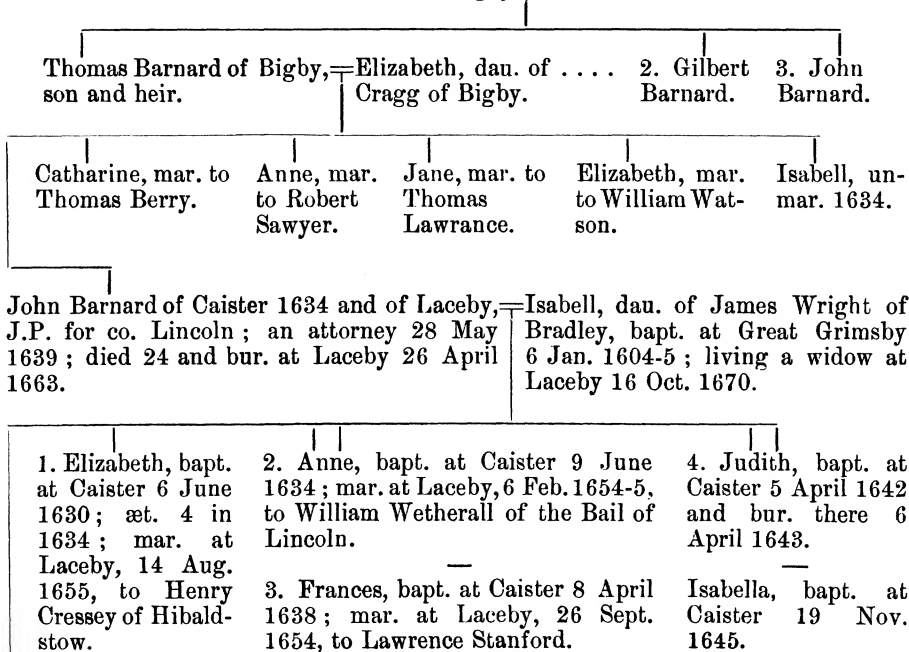 Thomas Barnard of Bigby,=Elizabeth, dau. of . . . .
son and heir.
Cragg of Bigby.
2. Gilbert
Barnard.
3. John
Barnard.
Catharine, mar. to
Thomas Berry.
Anne, mar.
to Robert
Sawyer.
Jane, mar. to
Thomas
Lawrance.
Elizabeth, mar.
to William Wat-
son.
Isabell, un-
mar. 1634.
John Barnard of Caister 1634 and of Laceby,=
J.P. for co. Lincoln ; an attorney 28 May
1639 ; died 24 and bur. at Laceby 26 April
1663.
Isabell, dau. of James Wright of
Bradley, bapt. at Great Grimsby
6 Jan. 1604-5 ; living a widow at
Laceby 16 Oct. 1670.
1. Elizabeth, bapt.
at Caister 6 June
1630 ; æt. 4 in
1634 ; mar. at
Laceby, 14 Aug.
1655, to Henry
Cressey of Hibald-
stow.
2. Anne, bapt. at Caister 9 June
1634 ; mar. at Laceby, 6 Feb. 1654-5,
to William Wetherall of the Bail of
Lincoln.
3. Frances, bapt. at Caister 8 April
1638 ; mar. at Laceby, 26 Sept.
1654, to Lawrence Stanford.
4. Judith, bapt. at
Caister 5 April 1642
and bur. there 6
April 1643.
Isabella, bapt. at
Caister 19 Nov.
1645.